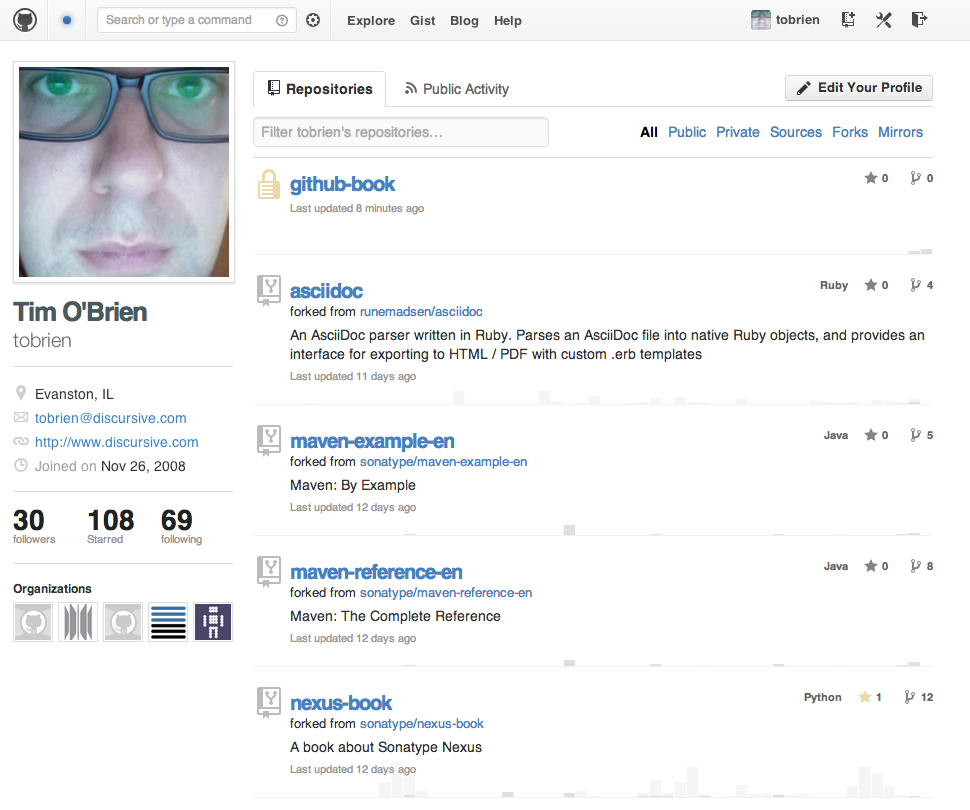 Search or type a command
Explore Gist Blog Help
tobrien
Tim O'Brien
tobrien
Evanston, IL
tobrien@discursive.com
http://www.discursive.com
Joined on Nov 26, 2008
30 108 69
followers Starred following
Organizations
Repositories Public Activity
Edit Your Profile
Filter tobrien's repositories...
All Public Private Sources Forks Mirrors
github-book 0 0
Last updated 8 minutes ago
asciidoc Ruby 0 4
forked from runemadsen/asciidoc
An AsciiDoc parser written in Ruby. Parses an AsciiDoc file into native Ruby objects, and provides an
interface for exporting to HTML / PDF with custom .erb templates
Last updated 11 days ago
maven-example-en Java 0 5
forked from sonatype/maven-example-en
Maven: By Example
Last updated 12 days ago
maven-reference-en Java 0 8
forked from sonatype/maven-reference-en
Maven: The Complete Reference
Last updated 12 days ago
nexus-book Python 1 12
forked from sonatype/nexus-book
A book about Sonatype Nexus
Last updated 12 days ago